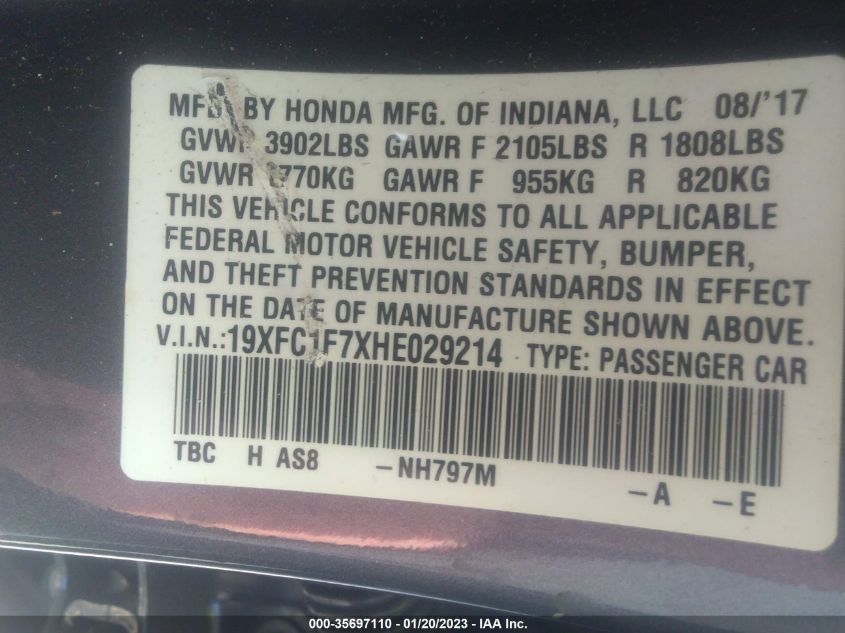 MFD BY HONDA MFG. OF INDIANA, LLC 08/'17
GVWR 3902LBS GAWR F 2105LBS R 1808LBS
GVWR 1770KG GAWR F 955KG R 820KG
THIS VEHICLE CONFORMS TO ALL APPLICABLE
FEDERAL MOTOR VEHICLE SAFETY, BUMPER,
AND THEFT PREVENTION STANDARDS IN EFFECT
ON THE DATE OF MANUFACTURE SHOWN ABOVE.
V.I.N.:19XFC1F7XHE029214 TYPE: PASSENGER CAR
TBC H AS8 -NH797M -A -E
000-35697110 - 01/20/2023 - IAA Inc.